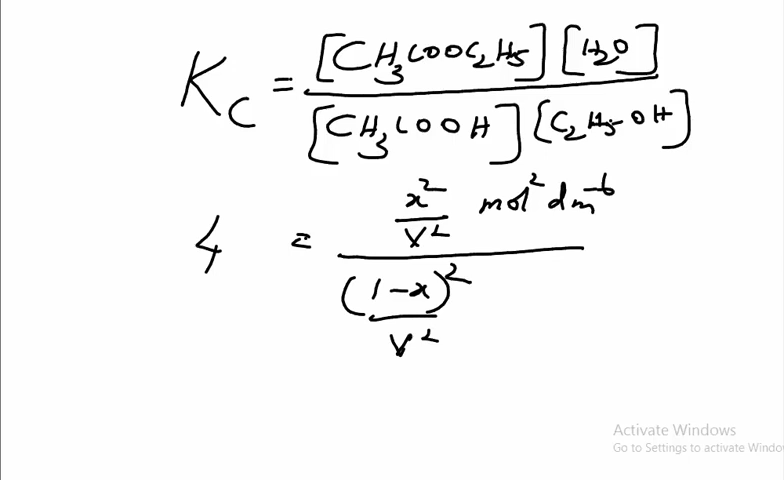 K_C = [CH₃COOC₂H₅] [H₂O] / [CH₃COOH] [C₂H₅OH]
4 = x²/V² mol² dm⁻⁶ / (1-x)²/V²
Activate Windows
Go to Settings to activate Windo